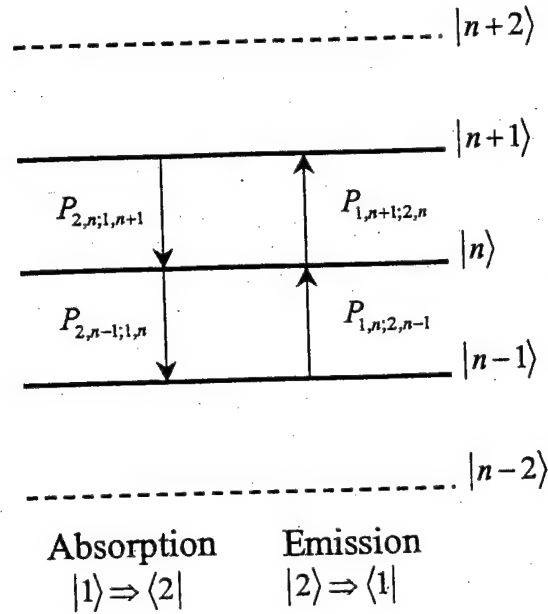 |n+2⟩
|n+1⟩
P_{2,n;1,n+1} P_{1,n+1;2,n}
|n⟩
P_{2,n−1;1,n} P_{1,n;2,n−1}
|n−1⟩
|n−2⟩
Absorption Emission
|1⟩⇒⟨2| |2⟩⇒⟨1|